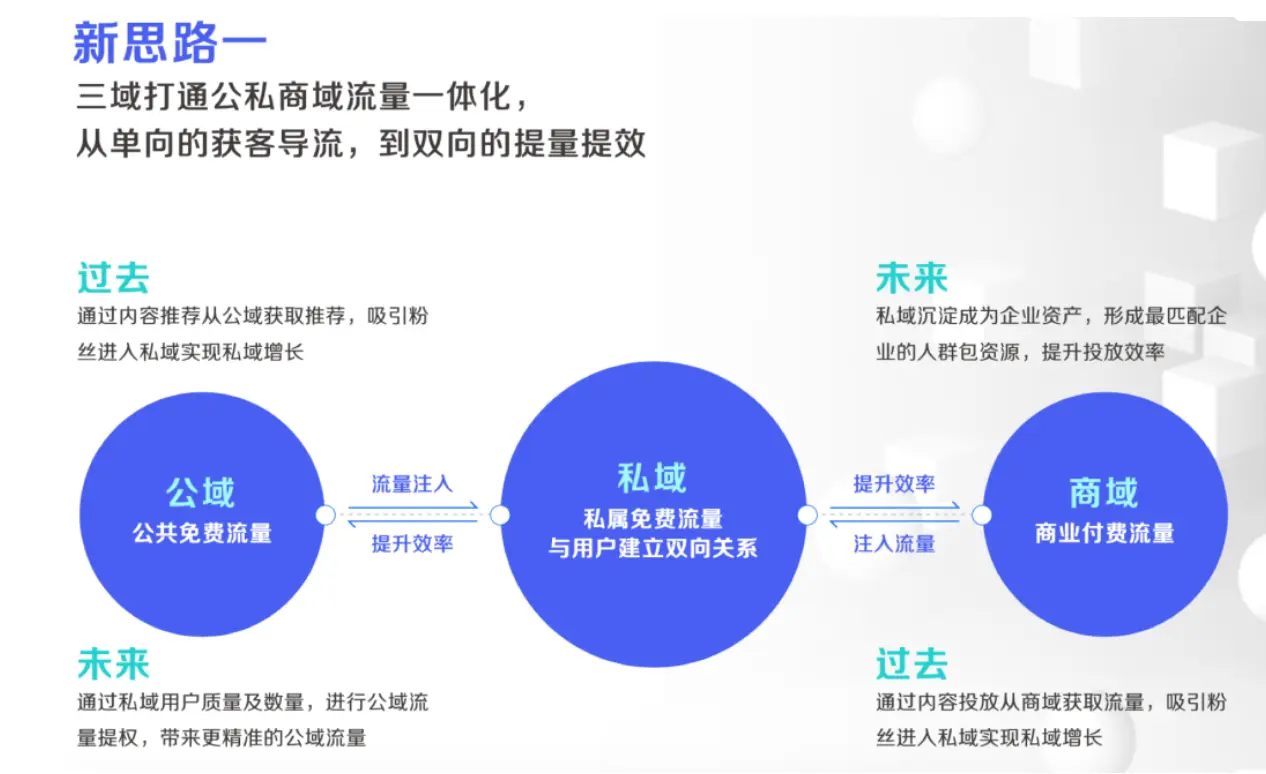 新思路一
三域打通公私商域流量一体化，
从单向的获客导流，到双向的提量提效
过去
通过内容推荐从公域获取推荐，吸引粉
丝进入私域实现私域增长
未来
私域沉淀成为企业资产，形成最匹配企
业的人群包资源，提升投放效率
公域
公共免费流量
流量注入
提升效率
私域
私属免费流量
与用户建立双向关系
提升效率
注入流量
商域
商业付费流量
未来
通过私域用户质量及数量，进行公域流
量提权，带来更精准的公域流量
过去
通过内容投放从商域获取流量，吸引粉
丝进入私域实现私域增长